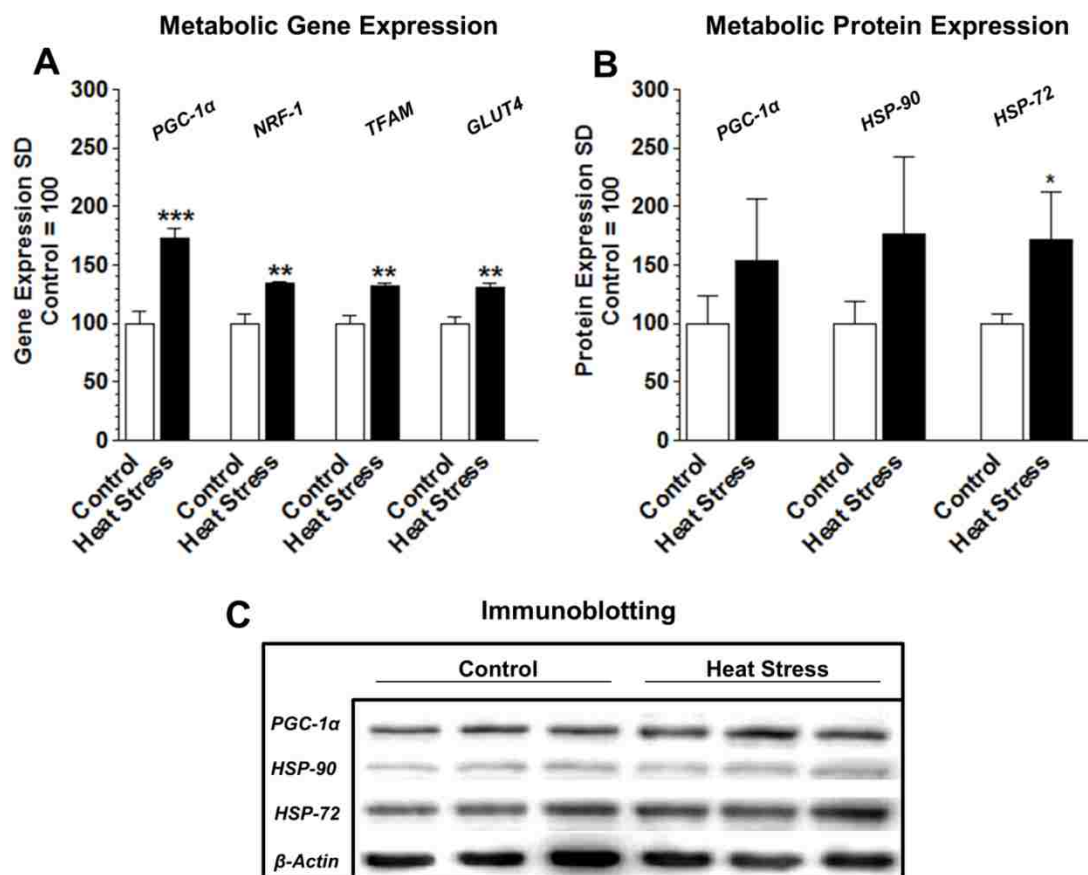 Metabolic Gene Expression
A
300
250
200
150
100
50
0
Gene Expression SD
Control = 100
PGC-1α
NRF-1
TFAM
GLUT4
***
**
**
**
Control
Heat Stress
Control
Heat Stress
Control
Heat Stress
Control
Heat Stress
Metabolic Protein Expression
B
300
250
200
150
100
50
0
Protein Expression SD
Control = 100
PGC-1α
HSP-90
HSP-72
*
Control
Heat Stress
Control
Heat Stress
Control
Heat Stress
C
Immunoblotting
Control
Heat Stress
PGC-1α
HSP-90
HSP-72
β-Actin